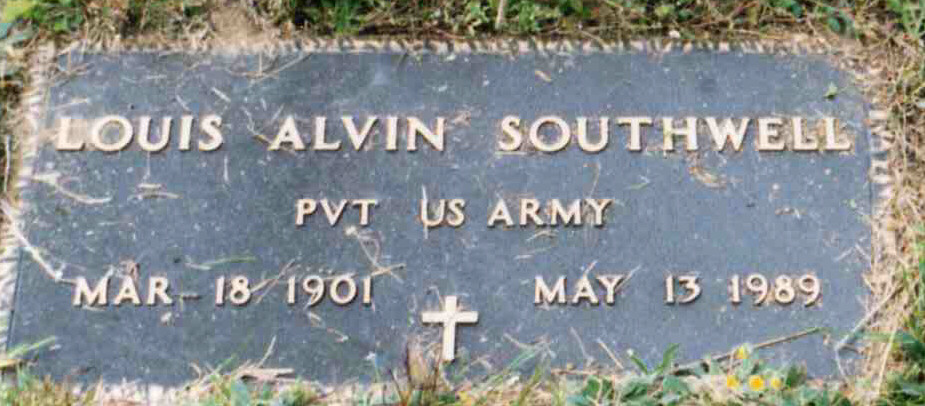 LOUIS ALVIN SOUTHWELL
PVT US ARMY
MAR 18 1901 MAY 13 1989